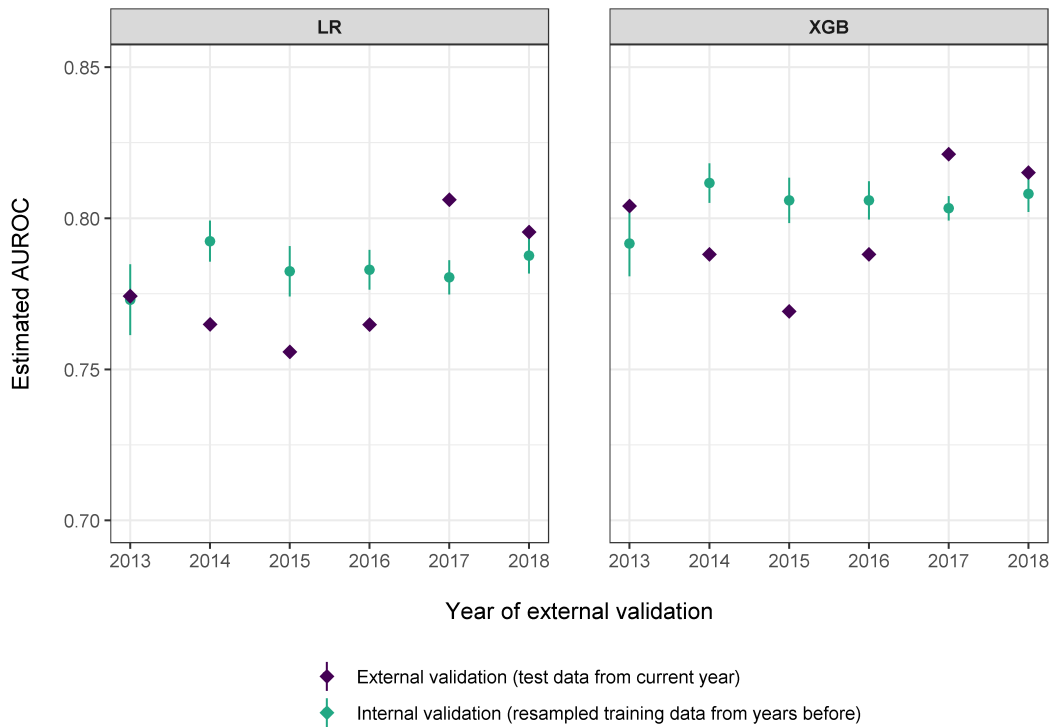 LR
XGB
Estimated AUROC
0.85
0.80
0.75
0.70
2013 2014 2015 2016 2017 2018
2013 2014 2015 2016 2017 2018
Year of external validation
External validation (test data from current year)
Internal validation (resampled training data from years before)